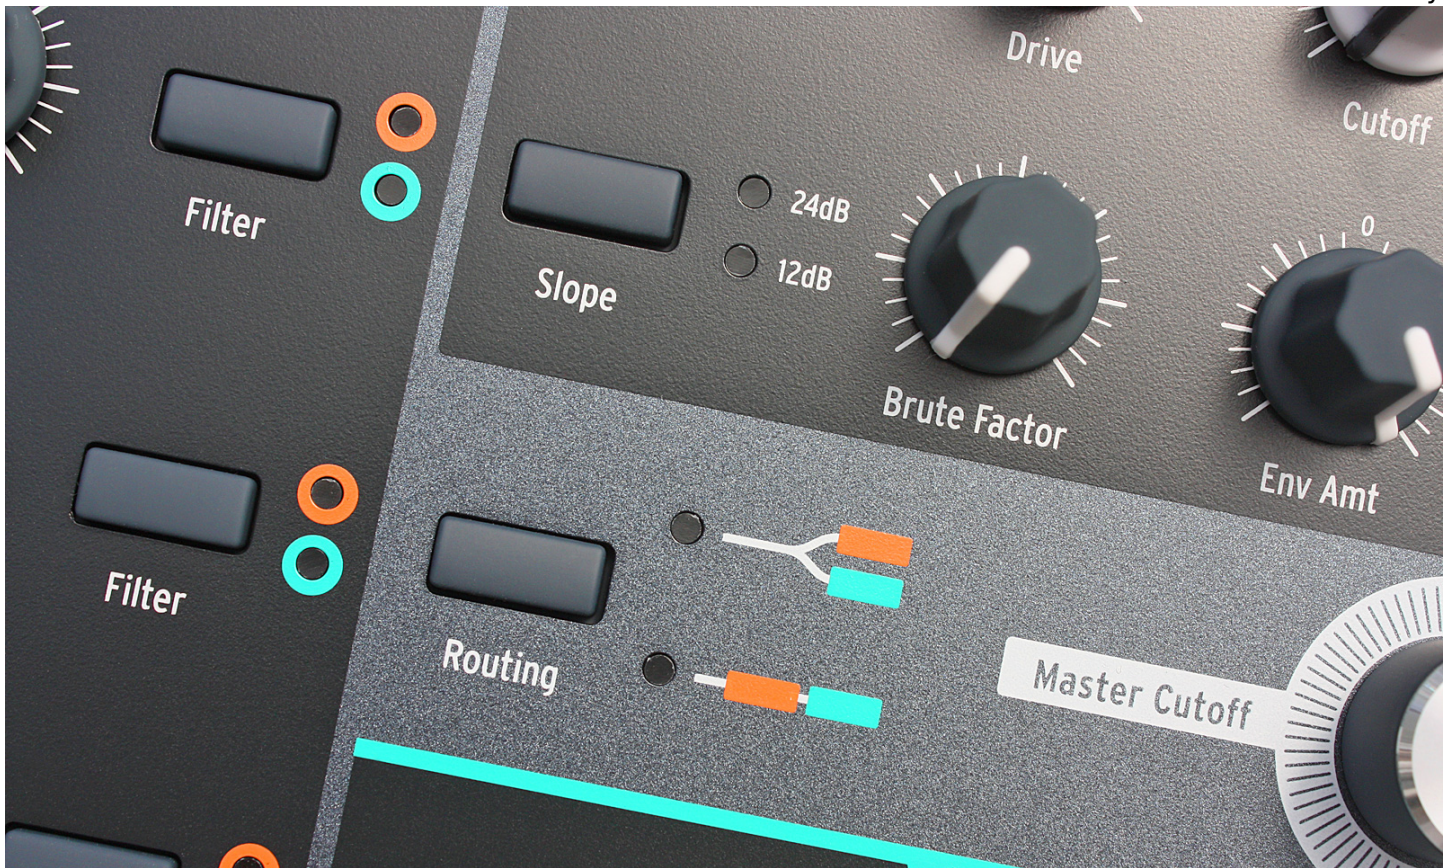 Drive
Cutoff
Filter
24dB
12dB
Slope
0
Brute Factor
Env Amt
Filter
Routing
Master Cutoff